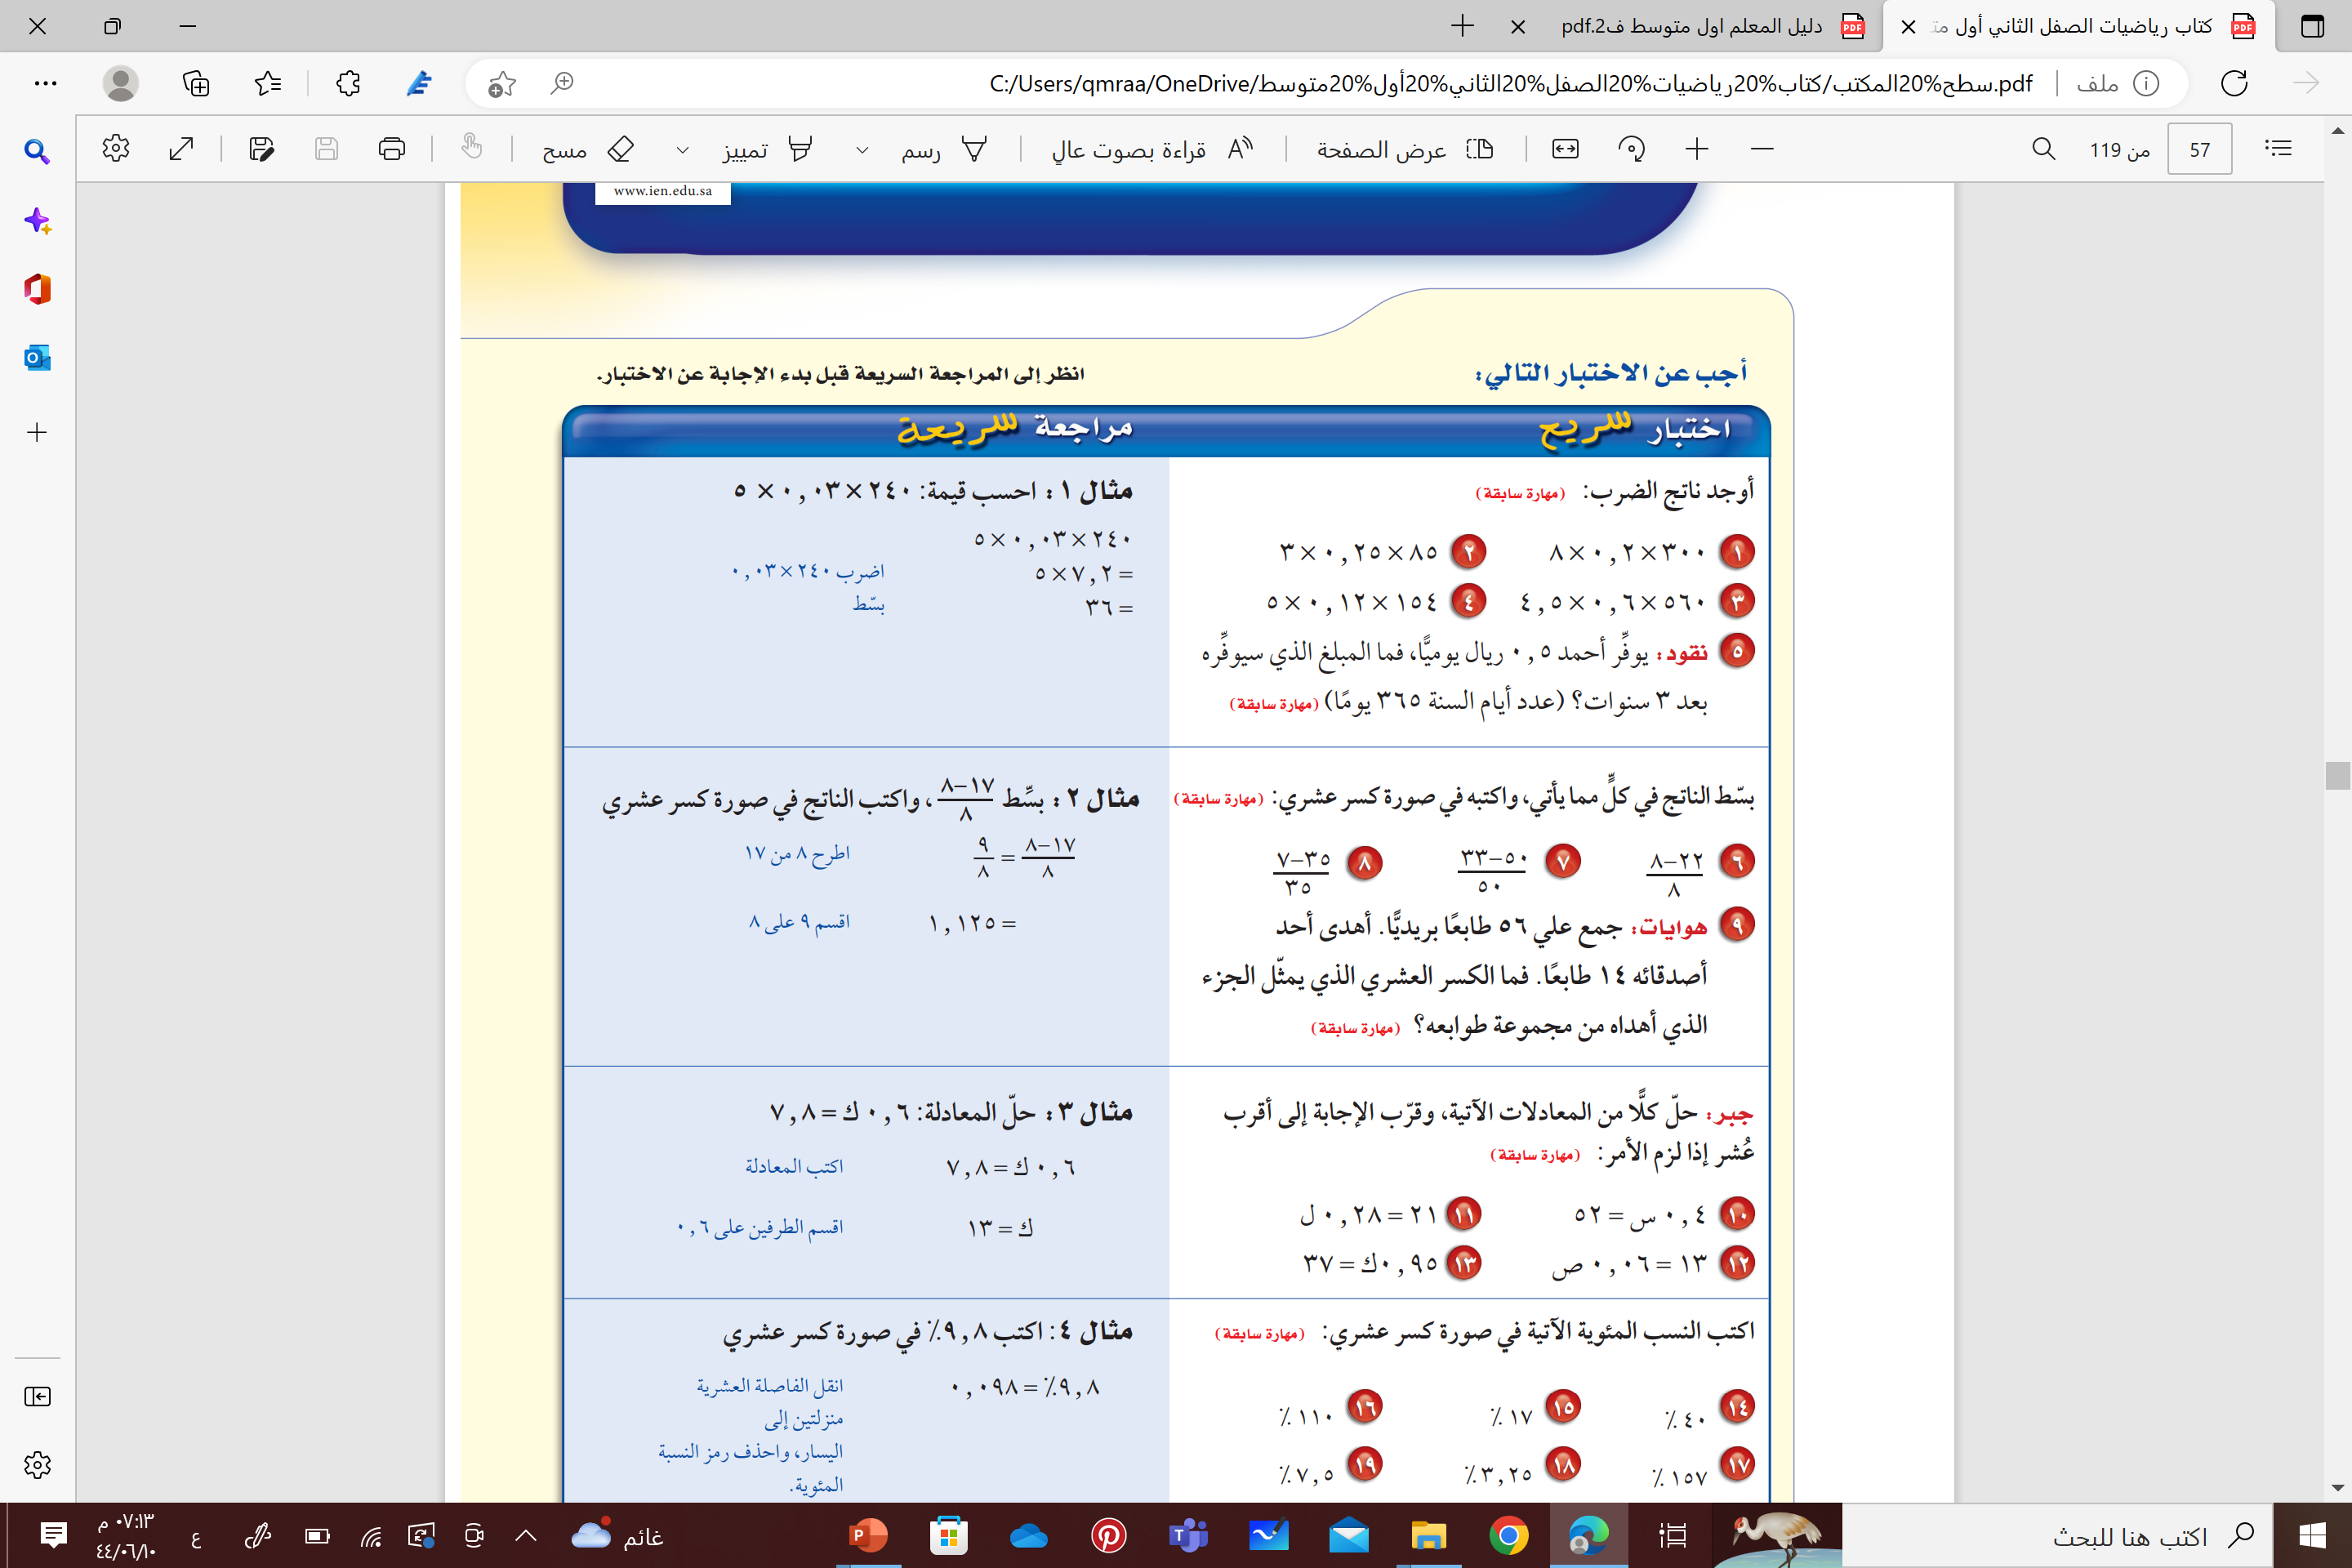 كتاب رياضيات الصفل الثاني أول
دليل المعلم اول متوسط ف2.pdf
ملف
C:/Users/qmraa/OneDrive/سطح%20المكتب/كتاب%20رياضيات%20الصفل%20الثاني%20أول%20متوسط.pdf
57
من 119
عرض الصفحة
قراءة بصوت عالٍ
رسم
تمييز
مسح
www.ien.edu.sa
أجب عن الاختبار التالي:
انظر إلى المراجعة السريعة قبل بدء الإجابة عن الاختبار.
اختبار سريع
مراجعة سريعة
أوجد ناتج الضرب: (مهارة سابقة)
١ ٣٠٠ × ٠,٢ × ٨
٢ ٨٥ × ٠,٢٥ × ٣
٣ ٥٦٠ × ٠,٦ × ٤,٥
٤ ١٥٤ × ٠,١٢ × ٥
٥ نقود: يوفِّر أحمد ٠,٥ ريال يوميًّا، فما المبلغ الذي سيوفِّره
بعد ٣ سنوات؟ (عدد أيام السنة ٣٦٥ يومًا) (مهارة سابقة)
مثال ١ : احسب قيمة: ٢٤٠ × ٠,٠٣ × ٥
٢٤٠ × ٠,٠٣ × ٥
= ٧,٢ × ٥
اضرب ٢٤٠ × ٠,٠٣
= ٣٦
بسّط
بسّط الناتج في كلٍّ مما يأتي، واكتبه في صورة كسر عشري: (مهارة سابقة)
٦ ٢٢−٨ / ٨
٧ ٥٠−٣٣ / ٥٠
٨ ٣٥−٧ / ٣٥
٩ هوايات: جمع علي ٥٦ طابعًا بريديًّا. أهدى أحد
أصدقائه ١٤ طابعًا. فما الكسر العشري الذي يمثّل الجزء
الذي أهداه من مجموعة طوابعه؟ (مهارة سابقة)
مثال ٢ : بسِّط ١٧−٨ / ٨ ، واكتب الناتج في صورة كسر عشري
١٧−٨ / ٨ = ٩ / ٨
اطرح ٨ من ١٧
= ١,١٢٥
اقسم ٩ على ٨
جبر: حلّ كلًّا من المعادلات الآتية، وقرّب الإجابة إلى أقرب
عُشر إذا لزم الأمر: (مهارة سابقة)
١٠ ٠,٤ س = ٥٢
١١ ٢١ = ٠,٢٨ ل
١٢ ١٣ = ٠,٠٦ ص
١٣ ٠,٩٥ك = ٣٧
مثال ٣ : حلّ المعادلة: ٠,٦ ك = ٧,٨
٠,٦ ك = ٧,٨
اكتب المعادلة
ك = ١٣
اقسم الطرفين على ٠,٦
اكتب النسب المئوية الآتية في صورة كسر عشري: (مهارة سابقة)
١٤ ٤٠ ٪
١٥ ١٧ ٪
١٦ ١١٠ ٪
١٧ ١٥٧ ٪
١٨ ٣,٢٥ ٪
١٩ ٧,٥ ٪
مثال ٤ : اكتب ٩,٨٪ في صورة كسر عشري
٩,٨٪ = ٠,٠٩٨
انقل الفاصلة العشرية
منزلتين إلى
اليسار، واحذف رمز النسبة
المئوية.
اكتب هنا للبحث
غائم
ع
٠٧:١٣ م
٤٤/٠٦/١٠